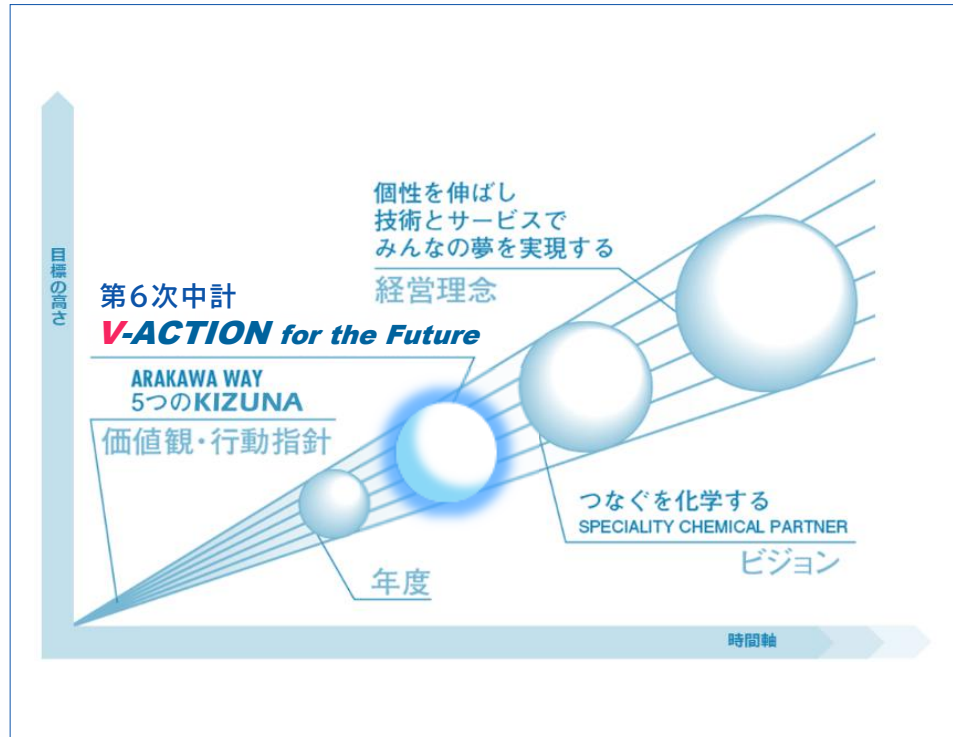 目標の高さ
個性を伸ばし
技術とサービスで
みんなの夢を実現する
経営理念
第6次中計
V-ACTION for the Future
ARAKAWA WAY
5つのKIZUNA
価値観・行動指針
つなぐを化学する
SPECIALITY CHEMICAL PARTNER
ビジョン
年度
時間軸